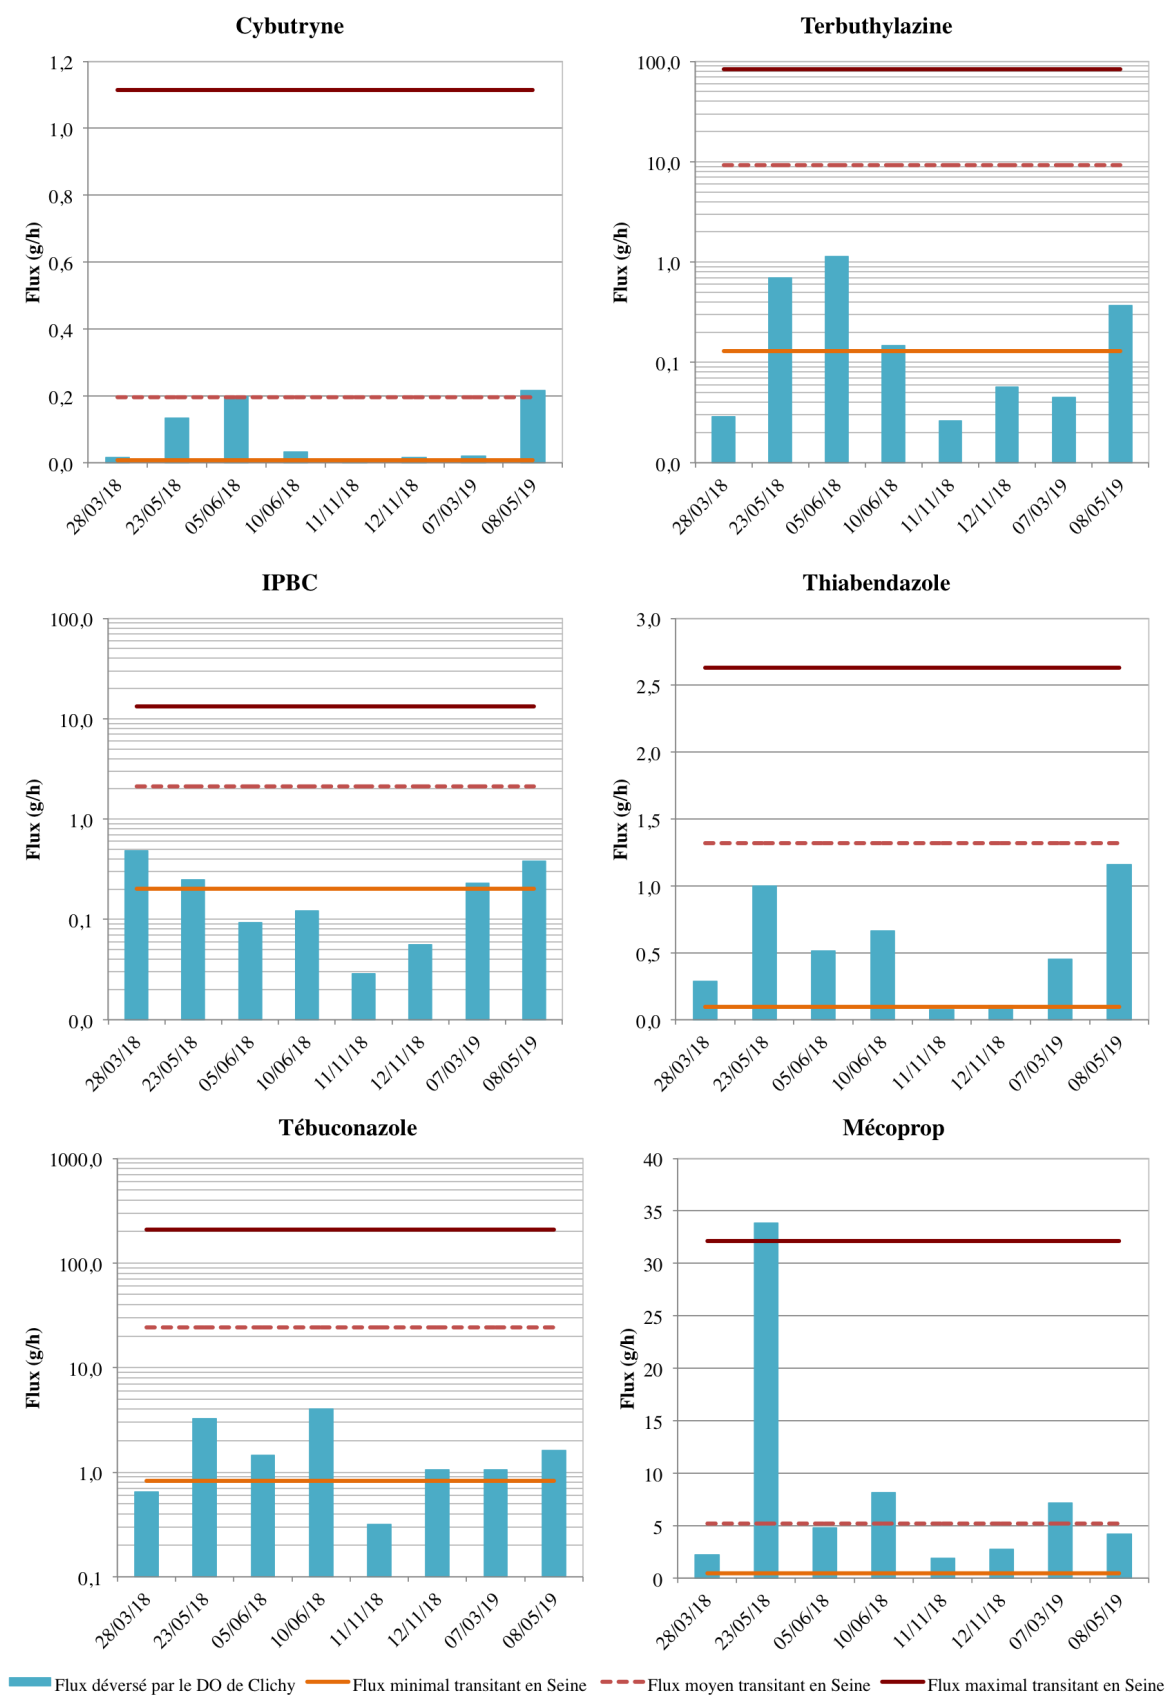 Cybutryne
1,2
1,0
0,8
0,6
0,4
0,2
0,0
Flux (g/h)
28/03/18 23/05/18 05/06/18 10/06/18 11/11/18 12/11/18 07/03/19 08/05/19
Terbuthylazine
100,0
10,0
1,0
0,1
0,0
Flux (g/h)
28/03/18 23/05/18 05/06/18 10/06/18 11/11/18 12/11/18 07/03/19 08/05/19
IPBC
100,0
10,0
1,0
0,1
0,0
Flux (g/h)
28/03/18 23/05/18 05/06/18 10/06/18 11/11/18 12/11/18 07/03/19 08/05/19
Thiabendazole
3,0
2,5
2,0
1,5
1,0
0,5
0,0
Flux (g/h)
28/03/18 23/05/18 05/06/18 10/06/18 11/11/18 12/11/18 07/03/19 08/05/19
Tébuconazole
1000,0
100,0
10,0
1,0
0,1
Flux (g/h)
28/03/18 23/05/18 05/06/18 10/06/18 11/11/18 12/11/18 07/03/19 08/05/19
Mécoprop
40
35
30
25
20
15
10
5
0
Flux (g/h)
28/03/18 23/05/18 05/06/18 10/06/18 11/11/18 12/11/18 07/03/19 08/05/19
Flux déversé par le DO de Clichy Flux minimal transitant en Seine Flux moyen transitant en Seine Flux maximal transitant en Seine